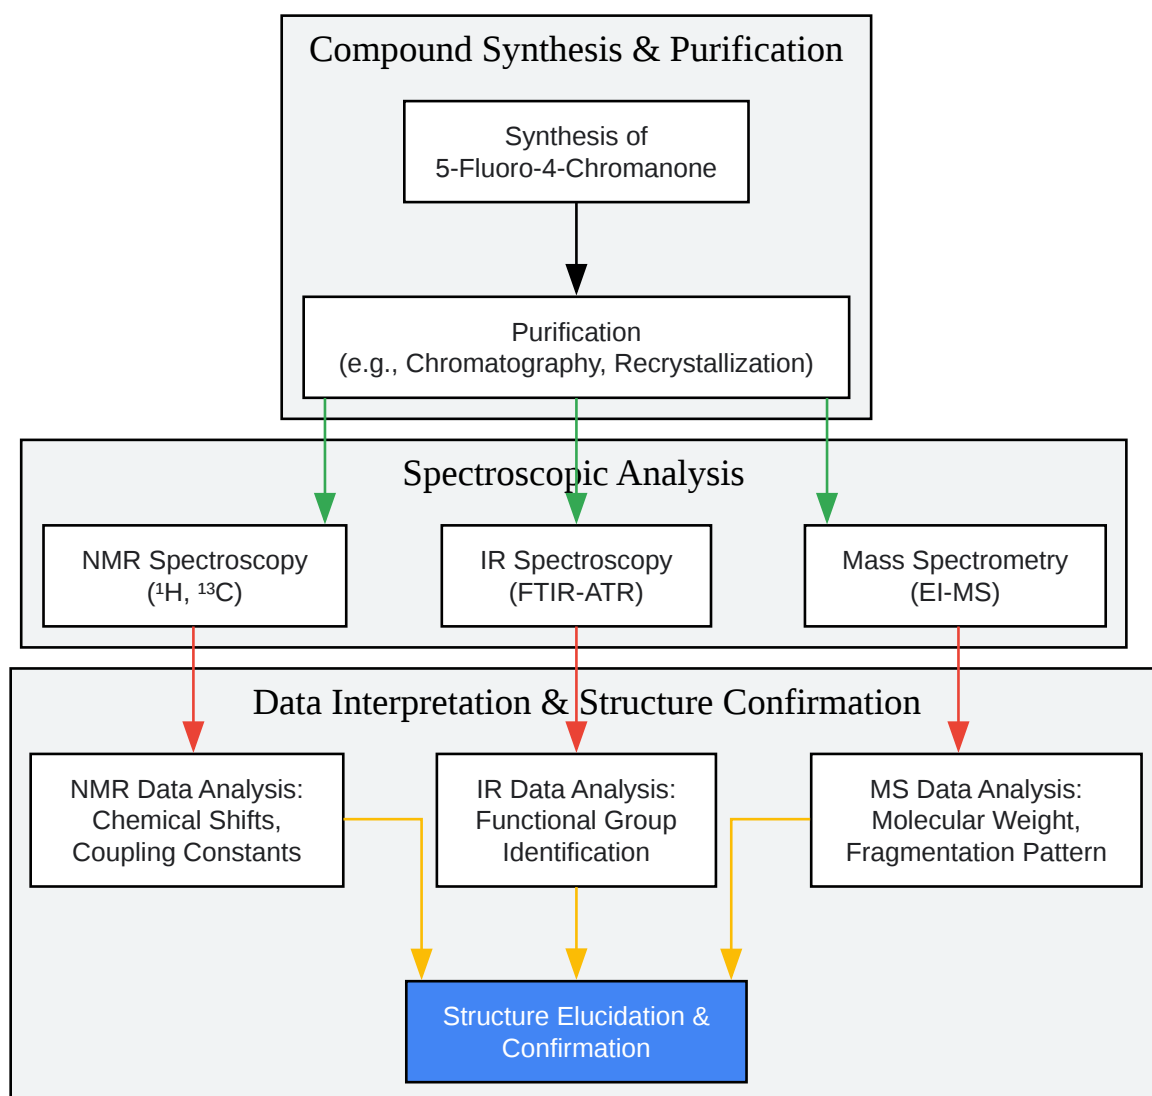 Compound Synthesis & Purification
Synthesis of
5-Fluoro-4-Chromanone
Purification
(e.g., Chromatography, Recrystallization)
Spectroscopic Analysis
NMR Spectroscopy
(¹H, ¹³C)
IR Spectroscopy
(FTIR-ATR)
Mass Spectrometry
(EI-MS)
Data Interpretation & Structure Confirmation
NMR Data Analysis:
Chemical Shifts,
Coupling Constants
IR Data Analysis:
Functional Group
Identification
MS Data Analysis:
Molecular Weight,
Fragmentation Pattern
Structure Elucidation &
Confirmation